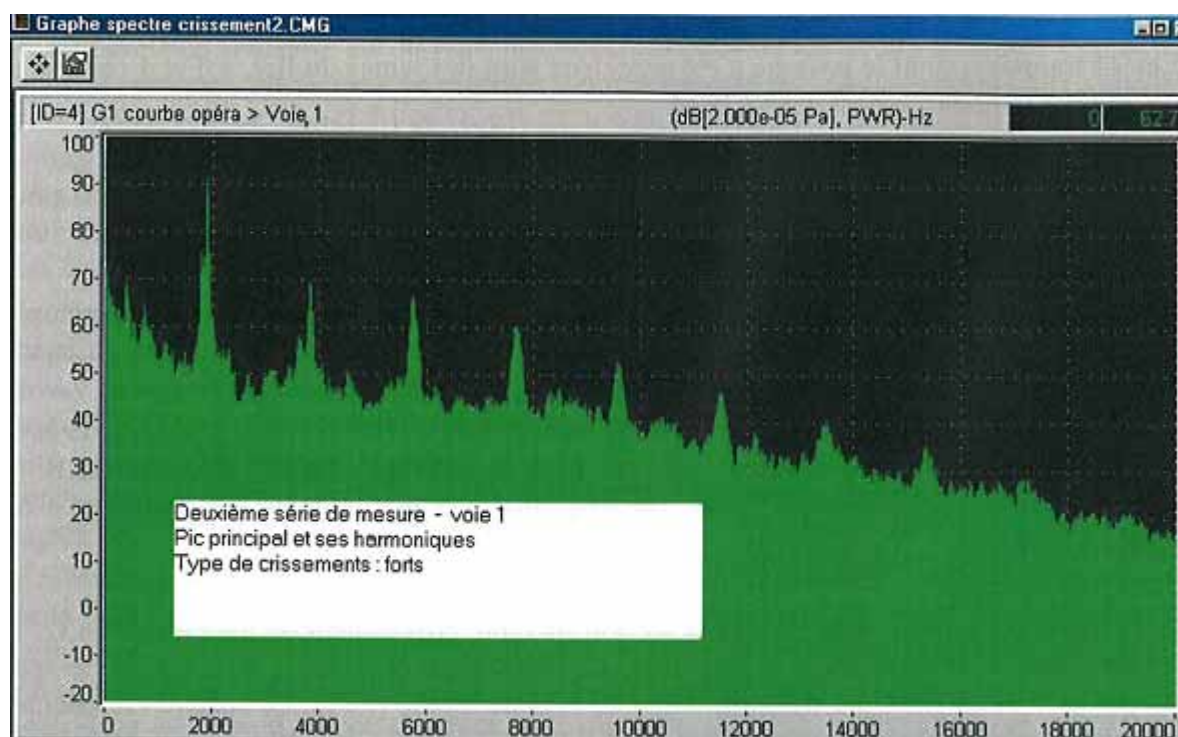 Graphe spectre crissement2.CMG
[ID=4] G1 courbe opéra > Voie 1 (dB[2.000e-05 Pa], PWR)-Hz 0
100
90
80
70
60
50
40
30
20
10
0
-10
-20
Deuxième série de mesure - voie 1
Pic principal et ses harmoniques
Type de crissements : forts
0 2000 4000 6000 8000 10000 12000 14000 16000 18000 20000